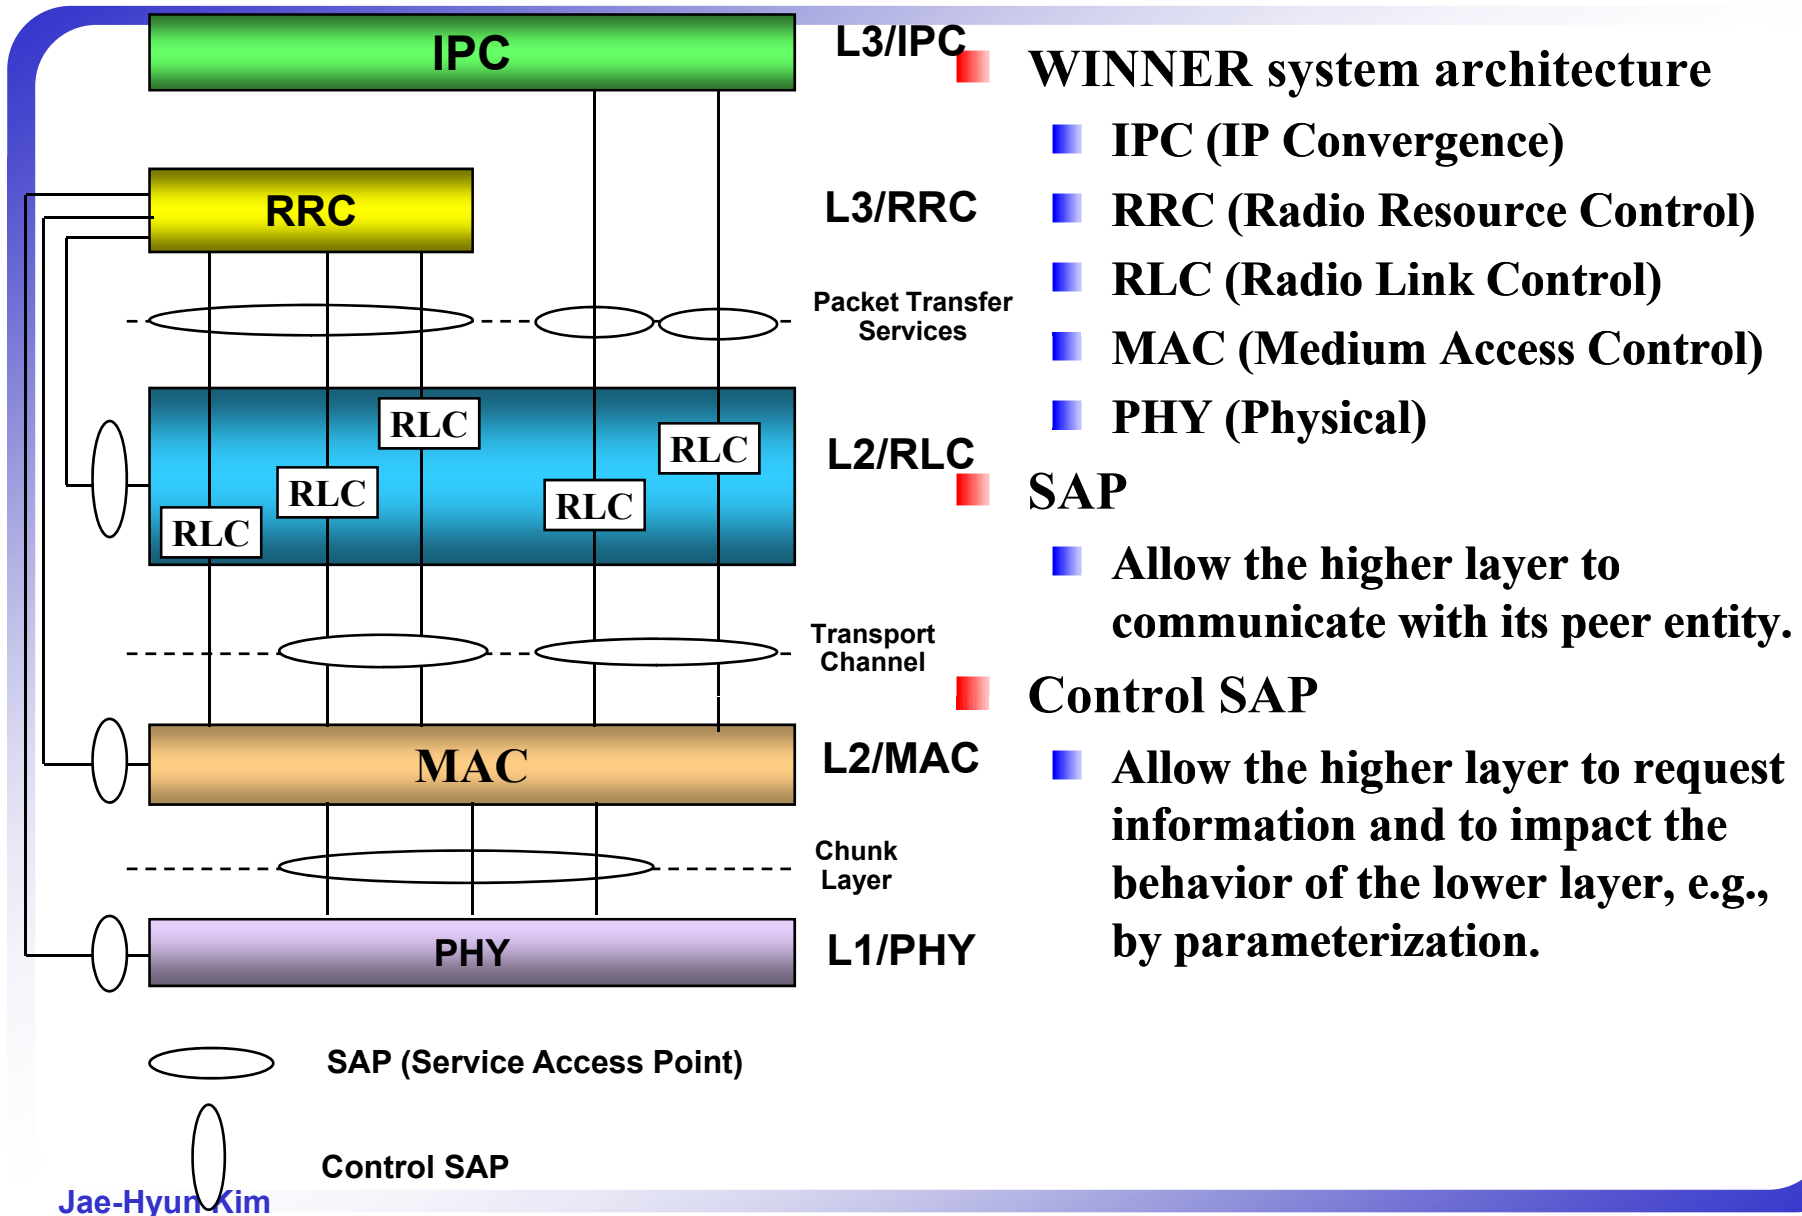 IPC
L3/IPC
RRC
L3/RRC
Packet Transfer
Services
RLC
RLC
RLC
RLC
RLC
L2/RLC
Transport
Channel
MAC
L2/MAC
Chunk
Layer
PHY
L1/PHY
SAP (Service Access Point)
Control SAP
WINNER system architecture
IPC (IP Convergence)
RRC (Radio Resource Control)
RLC (Radio Link Control)
MAC (Medium Access Control)
PHY (Physical)
SAP
Allow the higher layer to
communicate with its peer entity.
Control SAP
Allow the higher layer to request
information and to impact the
behavior of the lower layer, e.g.,
by parameterization.
Jae-Hyun Kim